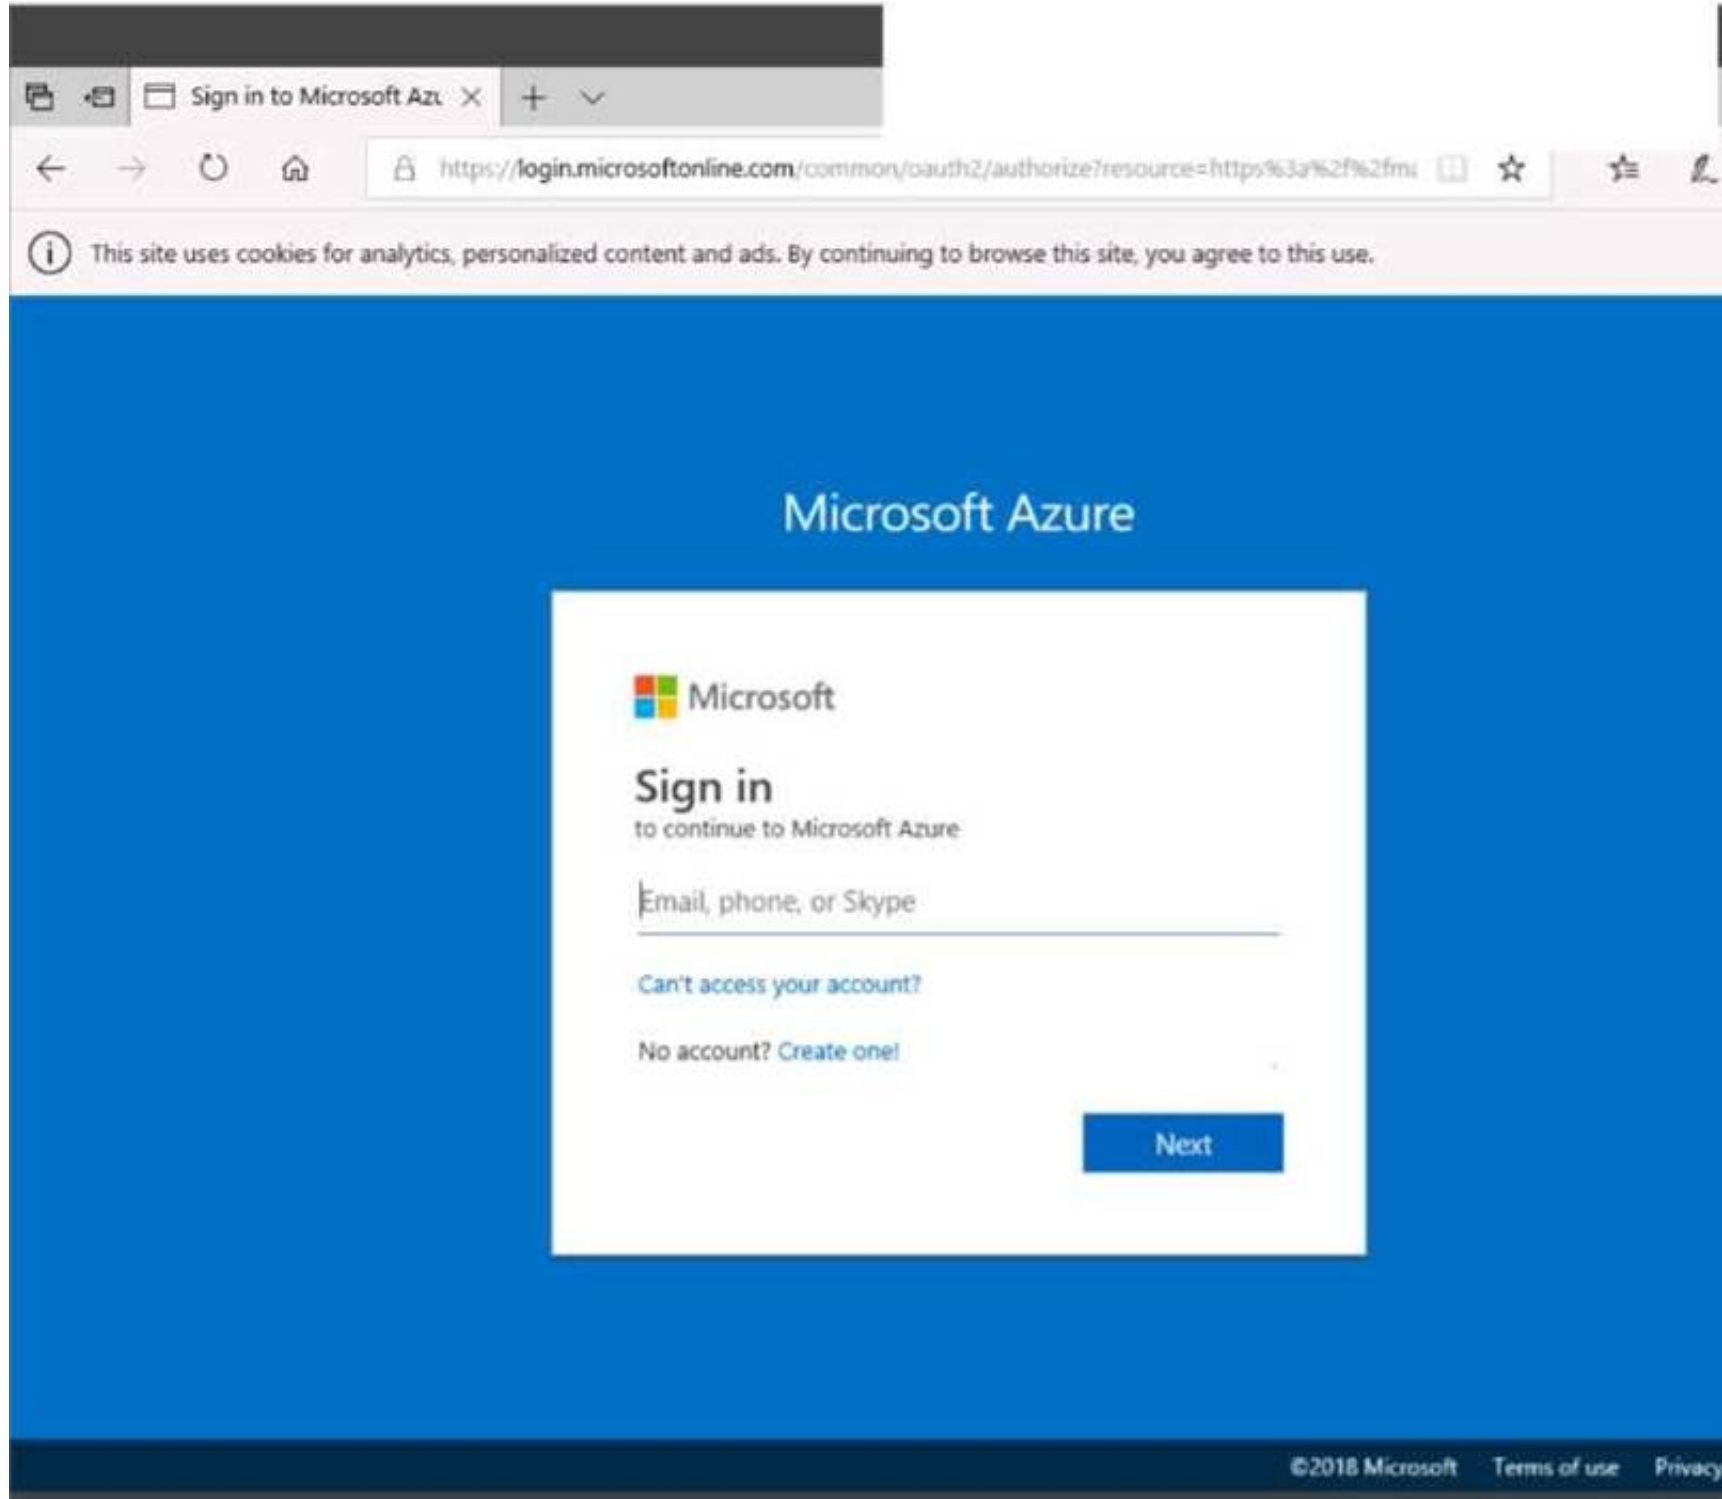 Sign in to Microsoft Azu
https://login.microsoftonline.com/common/oauth2/authorize?resource=https%3a%2f%2fma
This site uses cookies for analytics, personalized content and ads. By continuing to browse this site, you agree to this use.
Microsoft Azure
Microsoft
Sign in
to continue to Microsoft Azure
Email, phone, or Skype
Can't access your account?
No account? Create one!
Next
©2018 Microsoft Terms of use Privacy